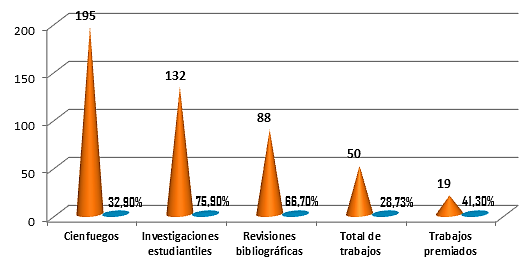 195
200
132
150
88
100
50
50
19
32,90%
75,90%
66,70%
28,73%
41,30%
0
Cienfuegos
Investigaciones
estudiantiles
Revisiones
bibliográficas
Total de
trabajos
Trabajos
premiados